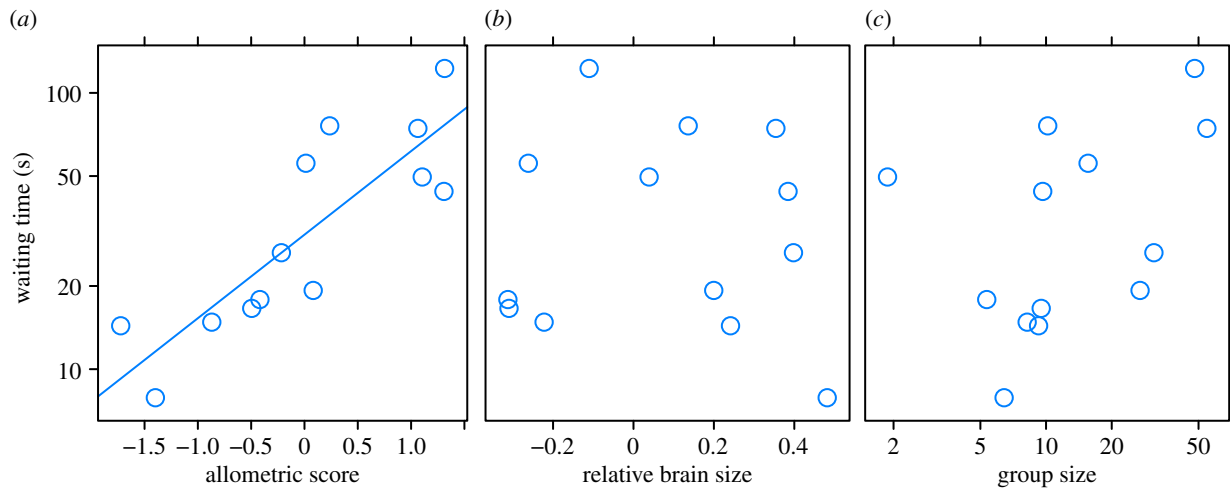 (a)
(b)
(c)
waiting time (s)
100
50
20
10
−1.5 −1.0 −0.5 0 0.5 1.0
allometric score
−0.2 0 0.2 0.4
relative brain size
2 5 10 20 50
group size